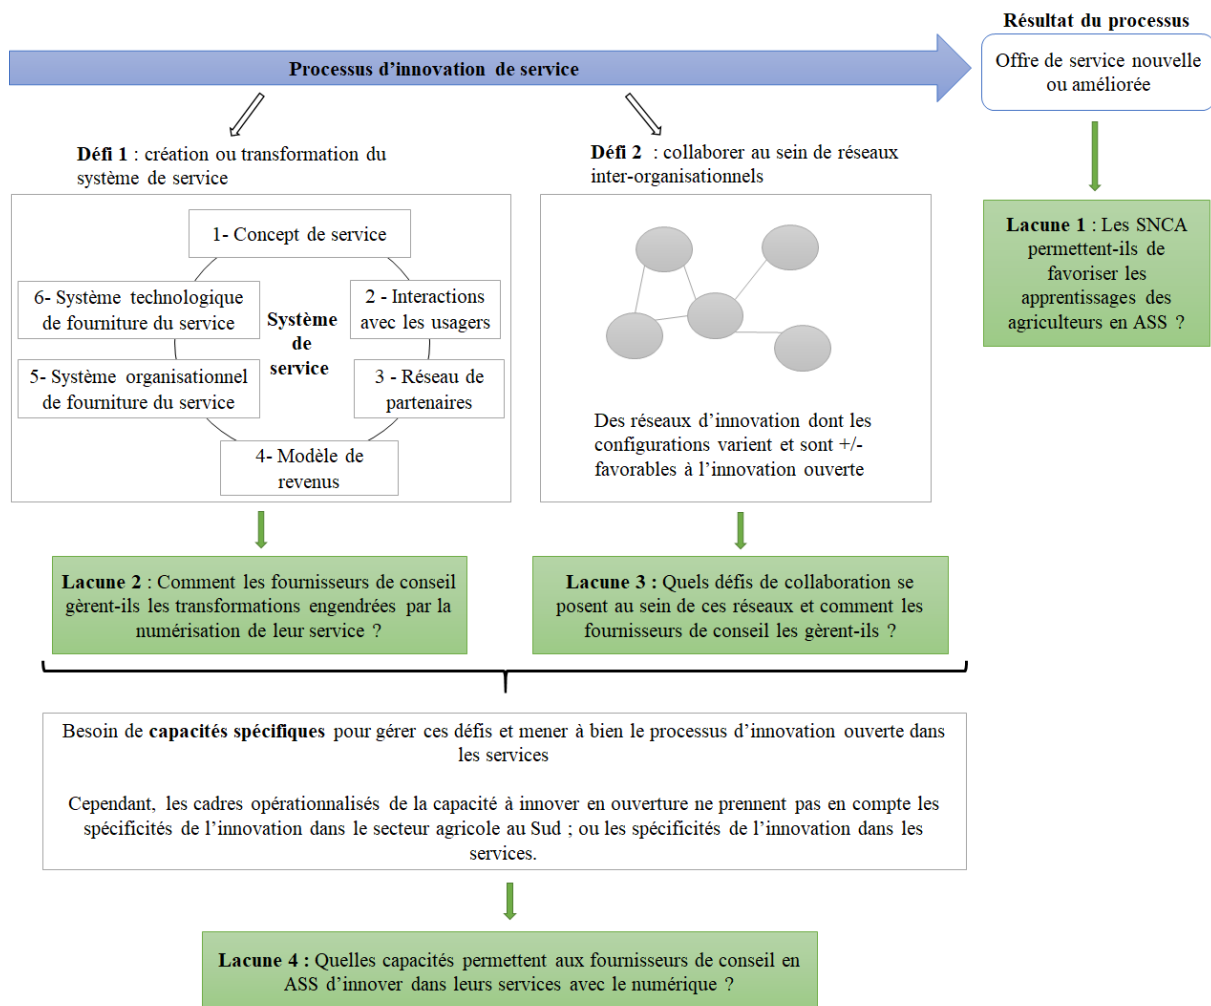 Résultat du processus
Processus d’innovation de service
Offre de service nouvelle
ou améliorée
Défi 1 : création ou transformation du
système de service
Défi 2  : collaborer au sein de réseaux
inter-organisationnels
1- Concept de service
6- Système technologique
de fourniture du service
Système
de
service
2 - Interactions
avec les usagers
5- Système organisationnel
de fourniture du service
3 - Réseau de
partenaires
4- Modèle de
revenus
Des réseaux d’innovation dont les
configurations varient et sont +/-
favorables à l’innovation ouverte
Lacune 1 : Les SNCA
permettent-ils de
favoriser les
apprentissages des
agriculteurs en ASS ?
Lacune 2 : Comment les fournisseurs de conseil
gèrent-ils les transformations engendrées par la
numérisation de leur service ?
Lacune 3 : Quels défis de collaboration se
posent au sein de ces réseaux et comment les
fournisseurs de conseil les gèrent-ils ?
Besoin de capacités spécifiques pour gérer ces défis et mener à bien le processus d’innovation ouverte dans
les services
Cependant, les cadres opérationnalisés de la capacité à innover en ouverture ne prennent pas en compte les
spécificités de l’innovation dans le secteur agricole au Sud ; ou les spécificités de l’innovation dans les
services.
Lacune 4 : Quelles capacités permettent aux fournisseurs de conseil en
ASS d’innover dans leurs services avec le numérique ?